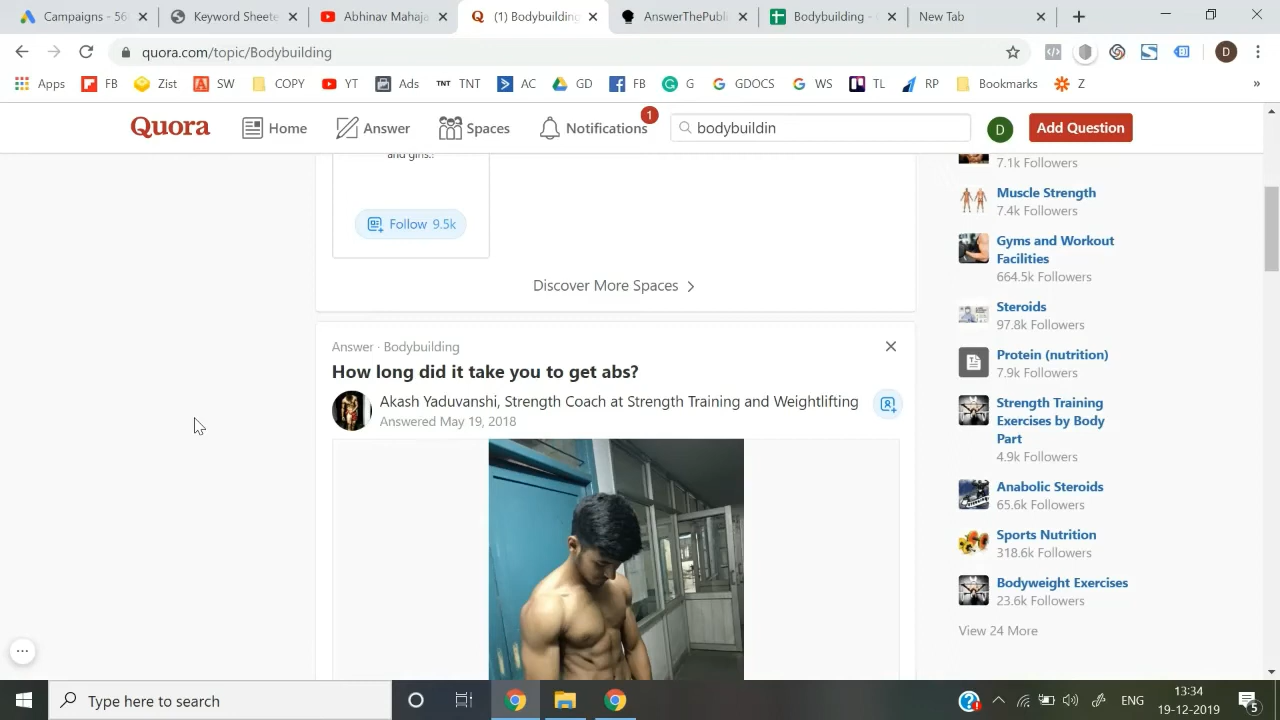 Campaigns - 56
Keyword Sheete
Abhinav Mahaja
(1) Bodybuilding
AnswerThePubl
Bodybuilding -
New Tab
quora.com/topic/Bodybuilding
Apps
FB
Zist
SW
COPY
YT
Ads
TNT TNT
AC
GD
FB
G
GDOCS
WS
TL
RP
Bookmarks
Z
»
Quora
Home
Answer
Spaces
Notifications
1
bodybuildin
D
Add Question
and girls.!
Follow 9.5k
Discover More Spaces
Answer · Bodybuilding
How long did it take you to get abs?
Akash Yaduvanshi, Strength Coach at Strength Training and Weightlifting
Answered May 19, 2018
7.1k Followers
Muscle Strength
7.4k Followers
Gyms and Workout
Facilities
664.5k Followers
Steroids
97.8k Followers
Protein (nutrition)
7.9k Followers
Strength Training
Exercises by Body
Part
4.9k Followers
Anabolic Steroids
65.6k Followers
Sports Nutrition
318.6k Followers
Bodyweight Exercises
23.6k Followers
View 24 More
Type here to search
ENG
13:34
19-12-2019
5